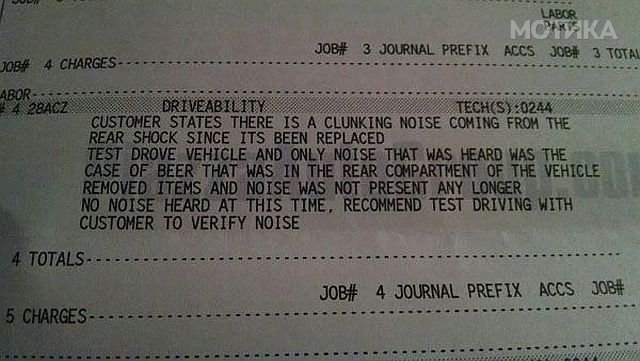 МОТИКА
LABOR
PARTS
JOB# 3 JOURNAL PREFIX ACCS JOB# 3 TOTAL
JOB# 4 CHARGES
LABOR
# 4 28ACZ DRIVEABILITY TECH(S):0244
CUSTOMER STATES THERE IS A CLUNKING NOISE COMING FROM THE
REAR SHOCK SINCE ITS BEEN REPLACED
TEST DROVE VEHICLE AND ONLY NOISE THAT WAS HEARD WAS THE
CASE OF BEER THAT WAS IN THE REAR COMPARTMENT OF THE VEHICLE
REMOVED ITEMS AND NOISE WAS NOT PRESENT ANY LONGER
NO NOISE HEARD AT THIS TIME, RECOMMEND TEST DRIVING WITH
CUSTOMER TO VERIFY NOISE
4 TOTALS
JOB# 4 JOURNAL PREFIX ACCS JOB#
5 CHARGES